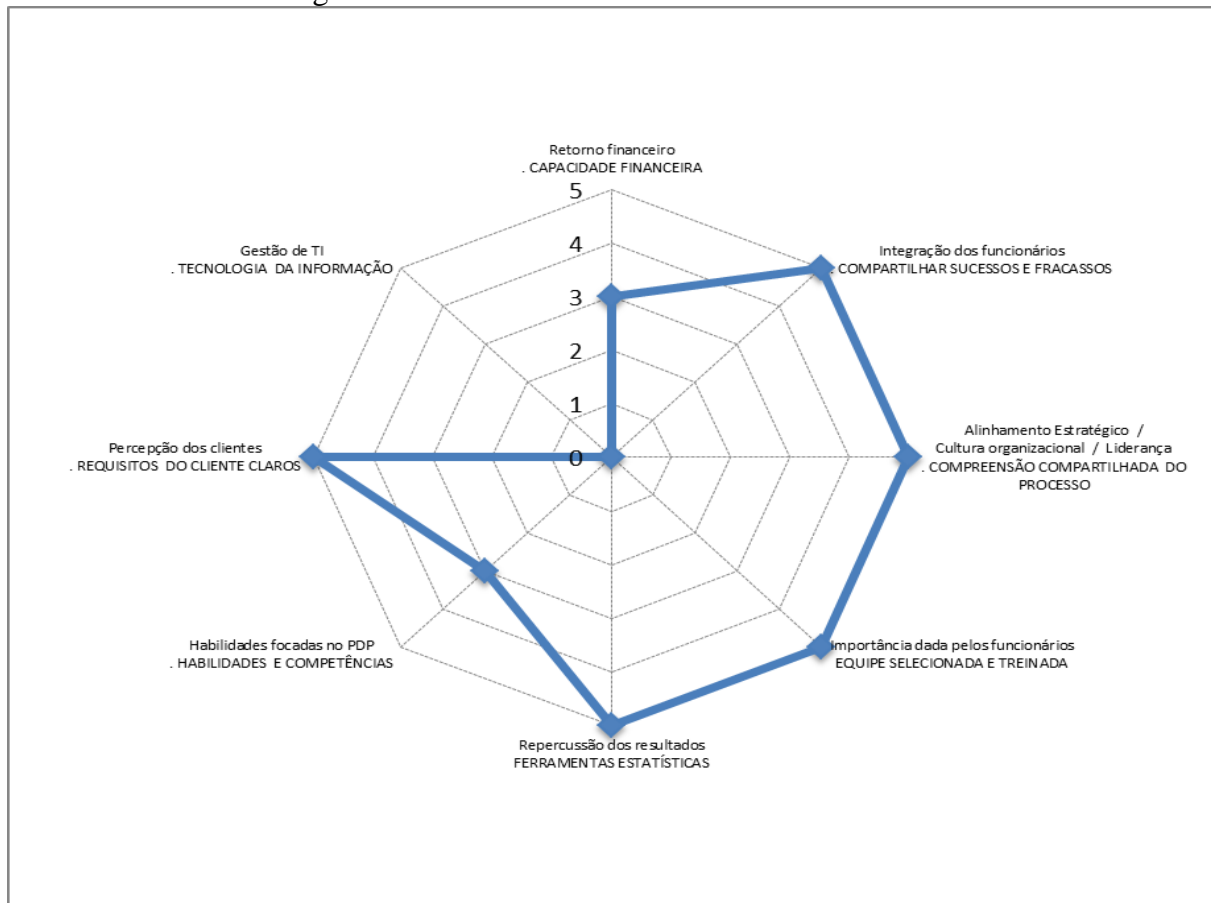 Retorno financeiro
. CAPACIDADE FINANCEIRA
5
4
3
2
1
0
Gestão de TI
. TECNOLOGIA DA INFORMAÇÃO
Integração dos funcionários
. COMPARTILHAR SUCESSOS E FRACASSOS
Percepção dos clientes
. REQUISITOS DO CLIENTE CLAROS
Alinhamento Estratégico /
Cultura organizacional / Liderança
. COMPREENSÃO COMPARTILHADA DO
PROCESSO
Habilidades focadas no PDP
. HABILIDADES E COMPETÊNCIAS
Importância dada pelos funcionários
EQUIPE SELECIONADA E TREINADA
Repercussão dos resultados
FERRAMENTAS ESTATÍSTICAS